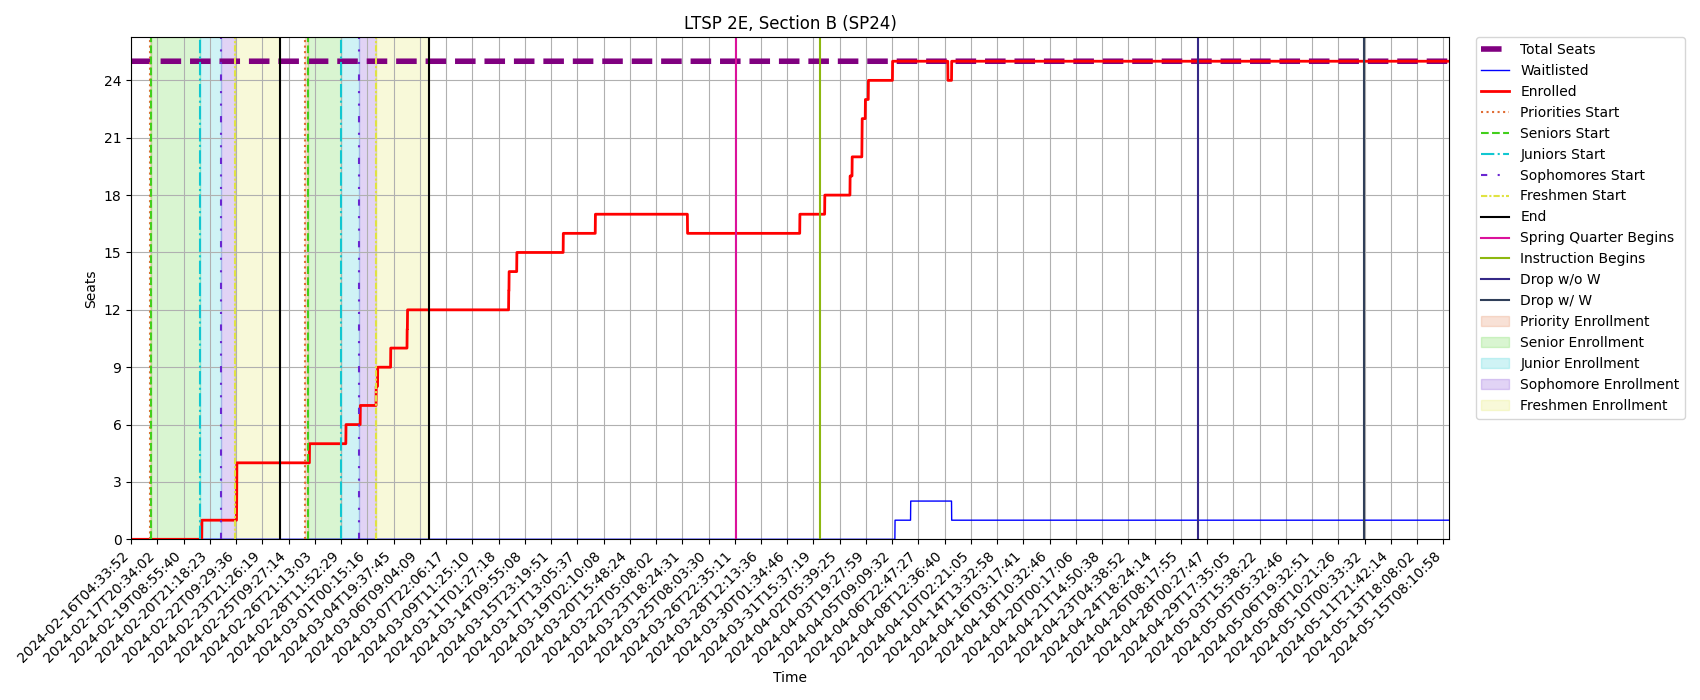 LTSP 2E, Section B (SP24)
Seats
24
21
18
15
12
9
6
3
0
2024-02-16T04:33:52
2024-02-17T20:34:02
2024-02-19T08:55:40
2024-02-20T21:18:23
2024-02-22T09:29:36
2024-02-23T21:26:19
2024-02-25T09:27:14
2024-02-26T21:13:03
2024-02-28T11:52:29
2024-03-01T00:15:16
2024-03-04T19:37:45
2024-03-06T09:04:09
2024-03-07T22:06:17
2024-03-09T11:25:10
2024-03-11T01:27:18
2024-03-14T09:55:08
2024-03-15T23:19:51
2024-03-17T13:05:37
2024-03-19T02:10:08
2024-03-20T15:48:24
2024-03-22T05:08:02
2024-03-23T18:24:31
2024-03-25T08:03:30
2024-03-26T22:35:11
2024-03-28T12:13:36
2024-03-30T01:34:46
2024-03-31T15:37:19
2024-04-02T05:39:25
2024-04-03T19:27:59
2024-04-05T09:09:32
2024-04-06T22:47:27
2024-04-08T12:36:40
2024-04-10T02:21:05
2024-04-14T13:32:58
2024-04-16T03:17:41
2024-04-18T10:32:46
2024-04-20T00:17:06
2024-04-21T14:50:38
2024-04-23T04:38:52
2024-04-24T18:24:14
2024-04-26T08:17:55
2024-04-28T00:27:47
2024-04-29T17:35:05
2024-05-03T15:38:22
2024-05-05T05:32:46
2024-05-06T19:32:51
2024-05-08T10:21:26
2024-05-10T00:33:32
2024-05-11T21:42:14
2024-05-13T18:08:02
2024-05-15T08:10:58
Time
Total Seats
Waitlisted
Enrolled
Priorities Start
Seniors Start
Juniors Start
Sophomores Start
Freshmen Start
End
Spring Quarter Begins
Instruction Begins
Drop w/o W
Drop w/ W
Priority Enrollment
Senior Enrollment
Junior Enrollment
Sophomore Enrollment
Freshmen Enrollment